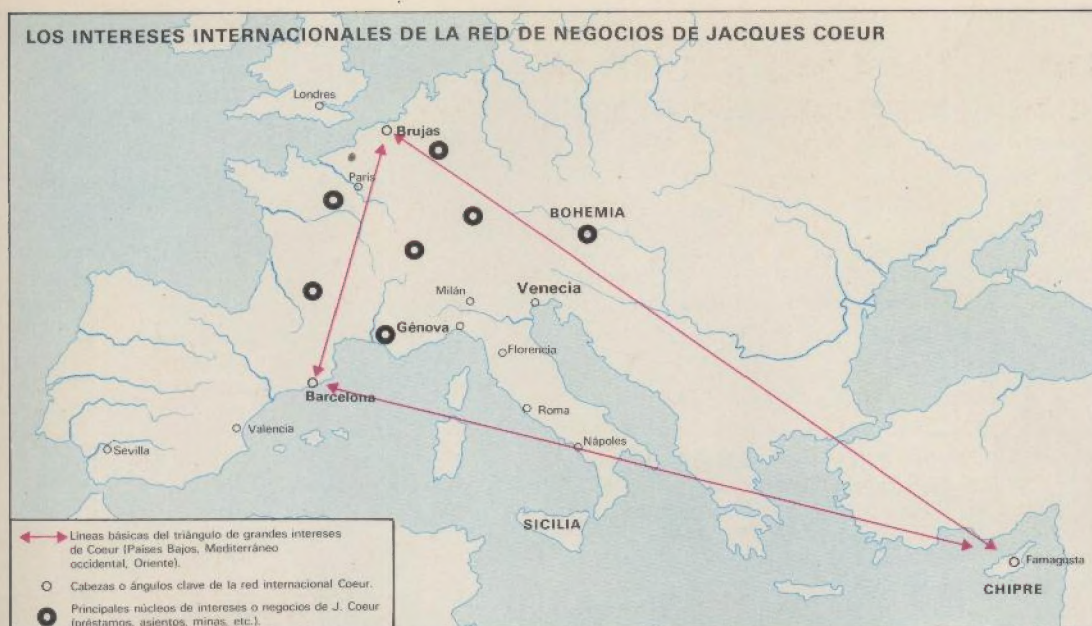 LOS INTERESES INTERNACIONALES DE LA RED DE NEGOCIOS DE JACQUES COEUR
Londres
Brujas
París
BOHEMIA
Milán
Venecia
Génova
Florencia
Barcelona
Roma
Valencia
Sevilla
Nápoles
SICILIA
Famagusta
CHIPRE
Líneas básicas del triángulo de grandes intereses
de Coeur (Países Bajos, Mediterráneo
occidental, Oriente).
Cabezas o ángulos clave de la red internacional Coeur.
Principales núcleos de intereses o negocios de J. Coeur
(préstamos, asientos, minas, etc.).